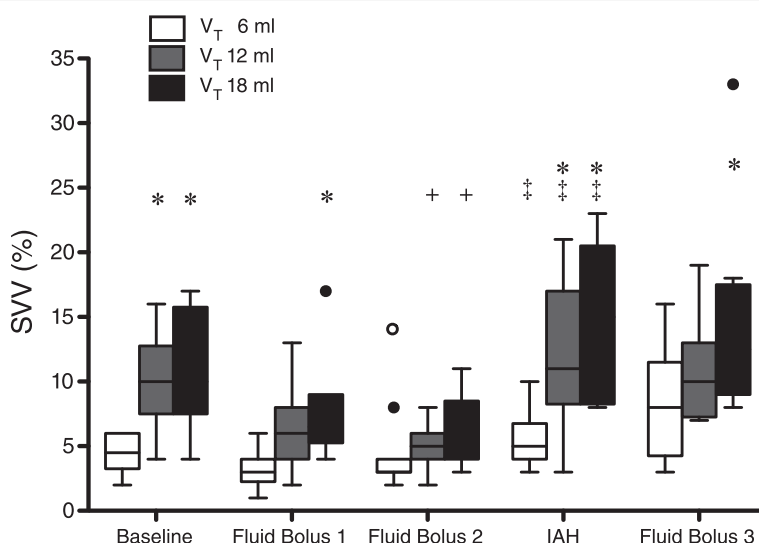 V_T 6 ml
V_T 12 ml
V_T 18 ml
35
30
25
20
15
10
5
0
SVV (%)
* *
*
+ +
‡ ‡
* ‡ ‡
* ‡ ‡
*
Baseline Fluid Bolus 1 Fluid Bolus 2 IAH Fluid Bolus 3